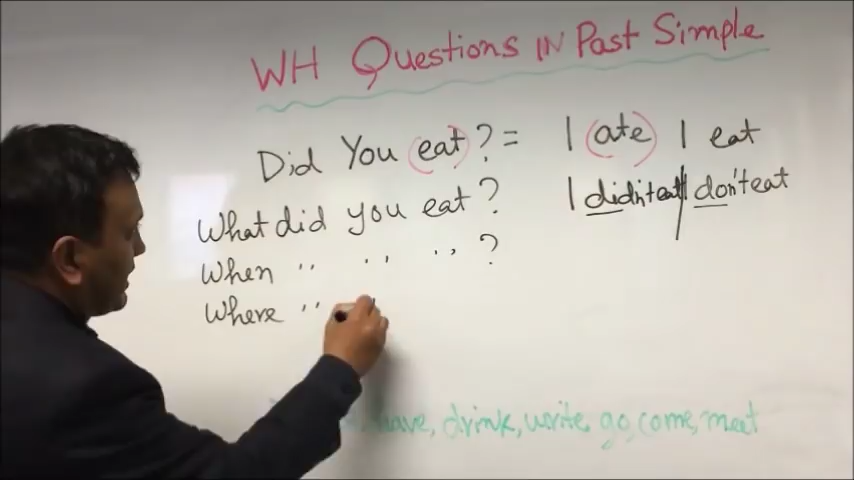 WH Questions IN Past Simple
Did You (eat)? = I (ate) | I eat
What did you eat? I didn't eat | I don't eat
When " " " ?
Where "
have, drink, write, go, come, meet